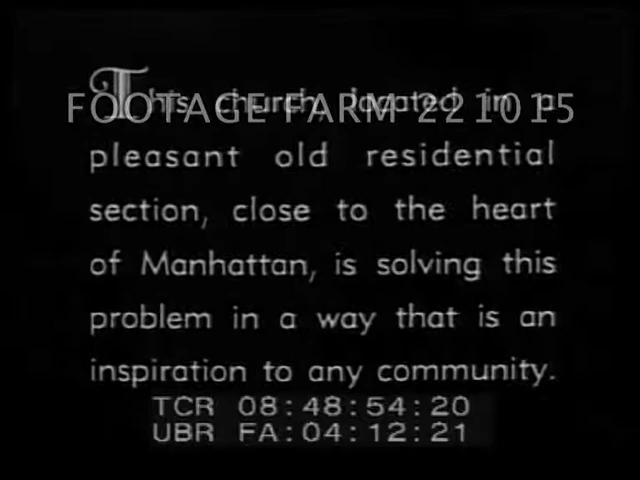 This church, located in a
FOOTAGE FARM 221015
pleasant old residential
section, close to the heart
of Manhattan, is solving this
problem in a way that is an
inspiration to any community.
TCR 08:48:54:20
UBR FA:04:12:21